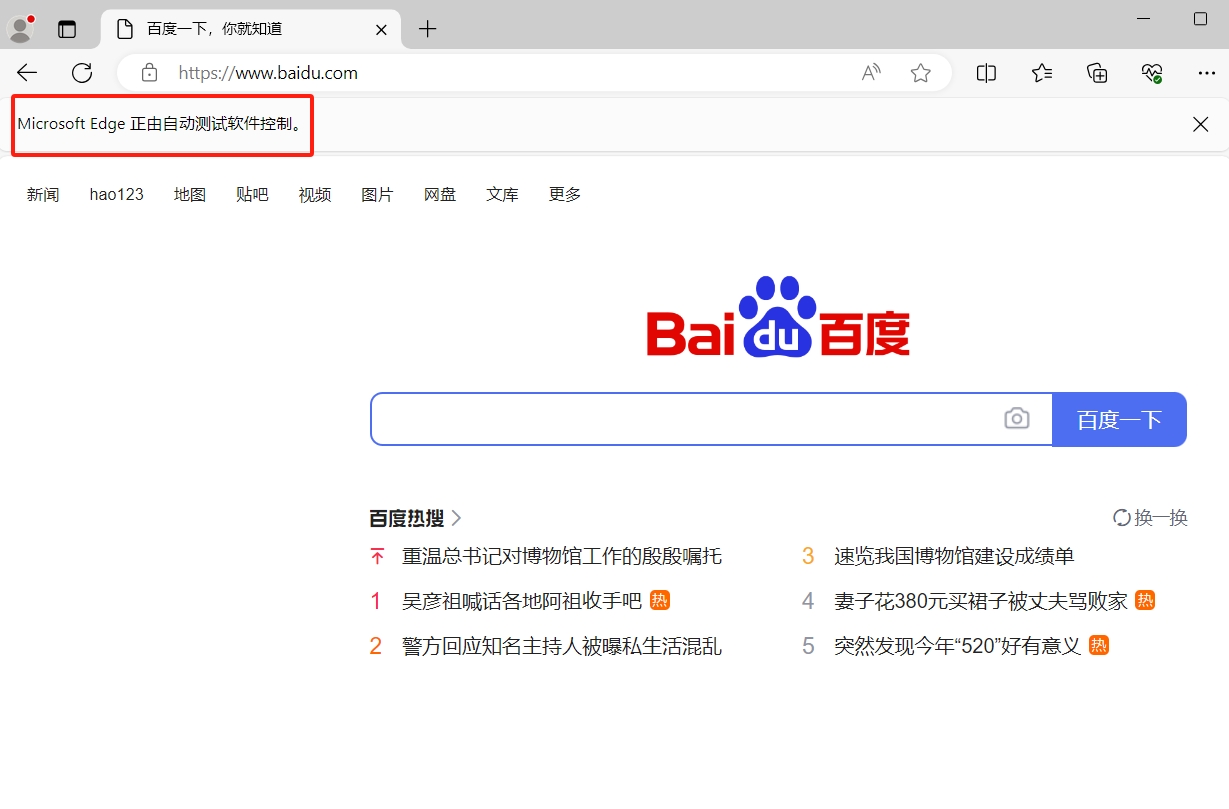 百度一下，你就知道
https://www.baidu.com
Microsoft Edge 正由自动测试软件控制。
新闻 hao123 地图 贴吧 视频 图片 网盘 文库 更多
Bai du 百度
百度一下
百度热搜 换一换
重温总书记对博物馆工作的殷殷嘱托
1 吴彦祖喊话各地阿祖收手吧 热
2 警方回应知名主持人被曝私生活混乱
3 速览我国博物馆建设成绩单
4 妻子花380元买裙子被丈夫骂败家 热
5 突然发现今年“520”好有意义 热